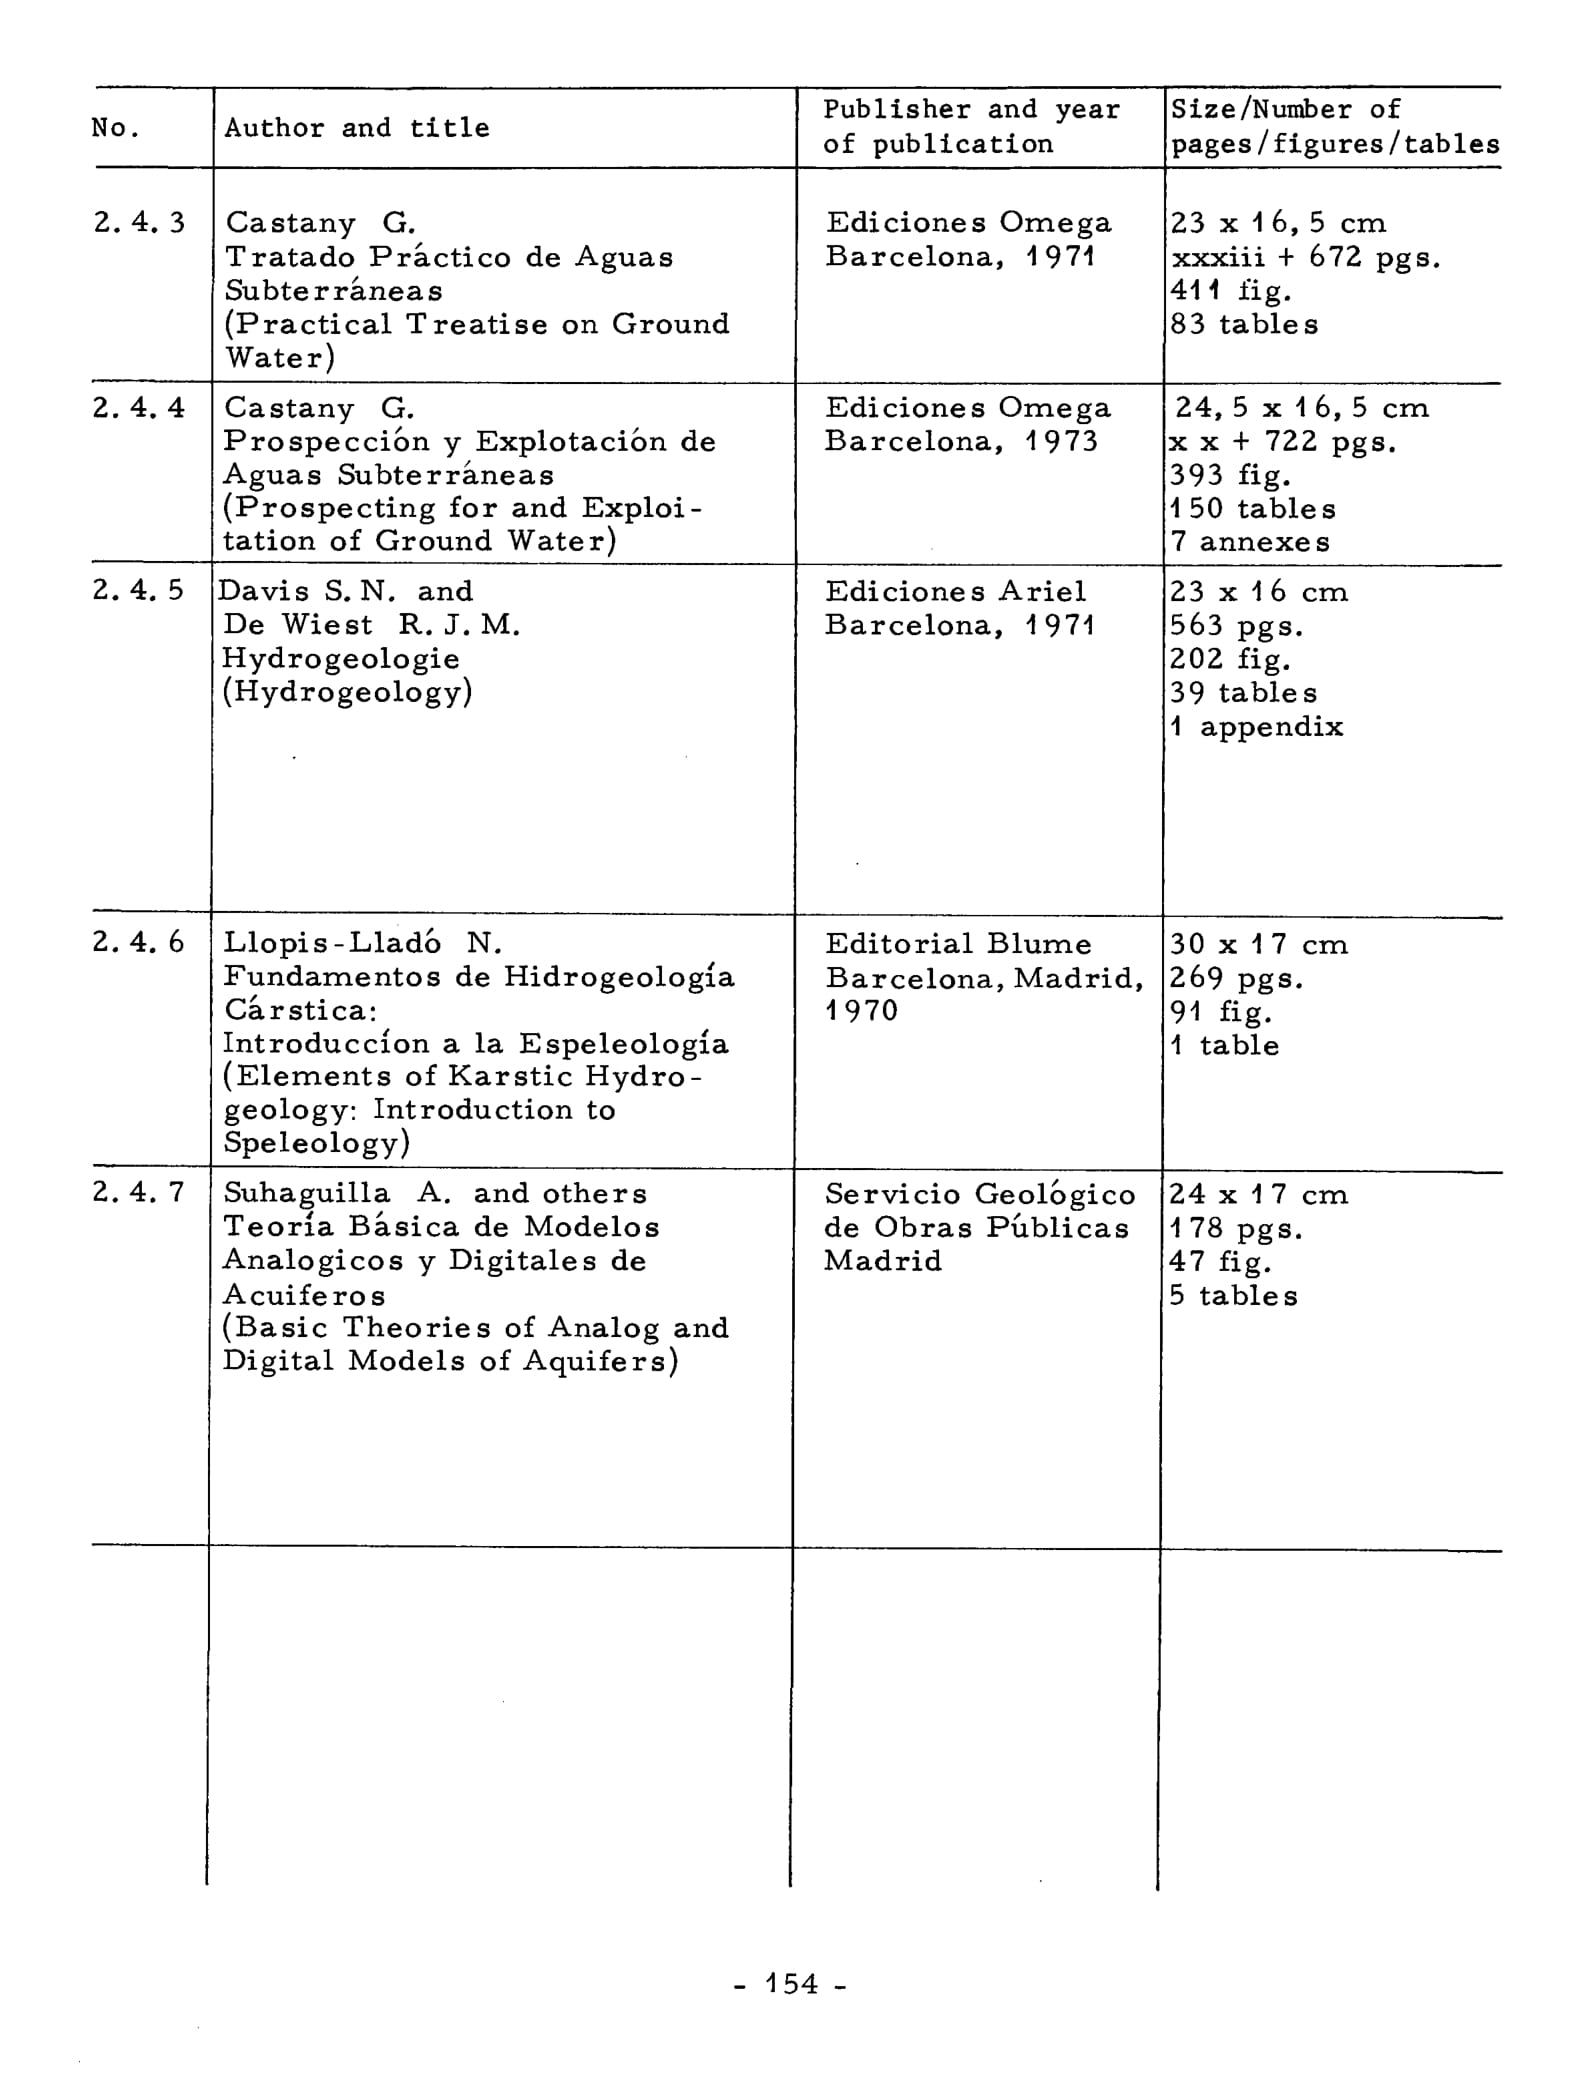 No.
Author and title
Publisher and year
of publication
Size/Number of
pages/figures/tables
2.4.3
Castany G.
Tratado Práctico de Aguas
Subterráneas
(Practical Treatise on Ground
Water)
Ediciones Omega
Barcelona, 1971
23 x 16,5 cm
xxxiii + 672 pgs.
411 fig.
83 tables
2.4.4
Castany G.
Prospección y Explotación de
Aguas Subterráneas
(Prospecting for and Exploi-
tation of Ground Water)
Ediciones Omega
Barcelona, 1973
24,5 x 16,5 cm
x x + 722 pgs.
393 fig.
150 tables
7 annexes
2.4.5
Davis S.N. and
De Wiest R.J.M.
Hydrogeologie
(Hydrogeology)
Ediciones Ariel
Barcelona, 1971
23 x 16 cm
563 pgs.
202 fig.
39 tables
1 appendix
2.4.6
Llopis-Lladó N.
Fundamentos de Hidrogeología
Cárstica:
Introduccíon a la Espeleología
(Elements of Karstic Hydro-
geology: Introduction to
Speleology)
Editorial Blume
Barcelona, Madrid,
1970
30 x 17 cm
269 pgs.
91 fig.
1 table
2.4.7
Suhaguilla A. and others
Teoría Básica de Modelos
Analogicos y Digitales de
Acuiferos
(Basic Theories of Analog and
Digital Models of Aquifers)
Servicio Geológico
de Obras Públicas
Madrid
24 x 17 cm
178 pgs.
47 fig.
5 tables
- 154 -